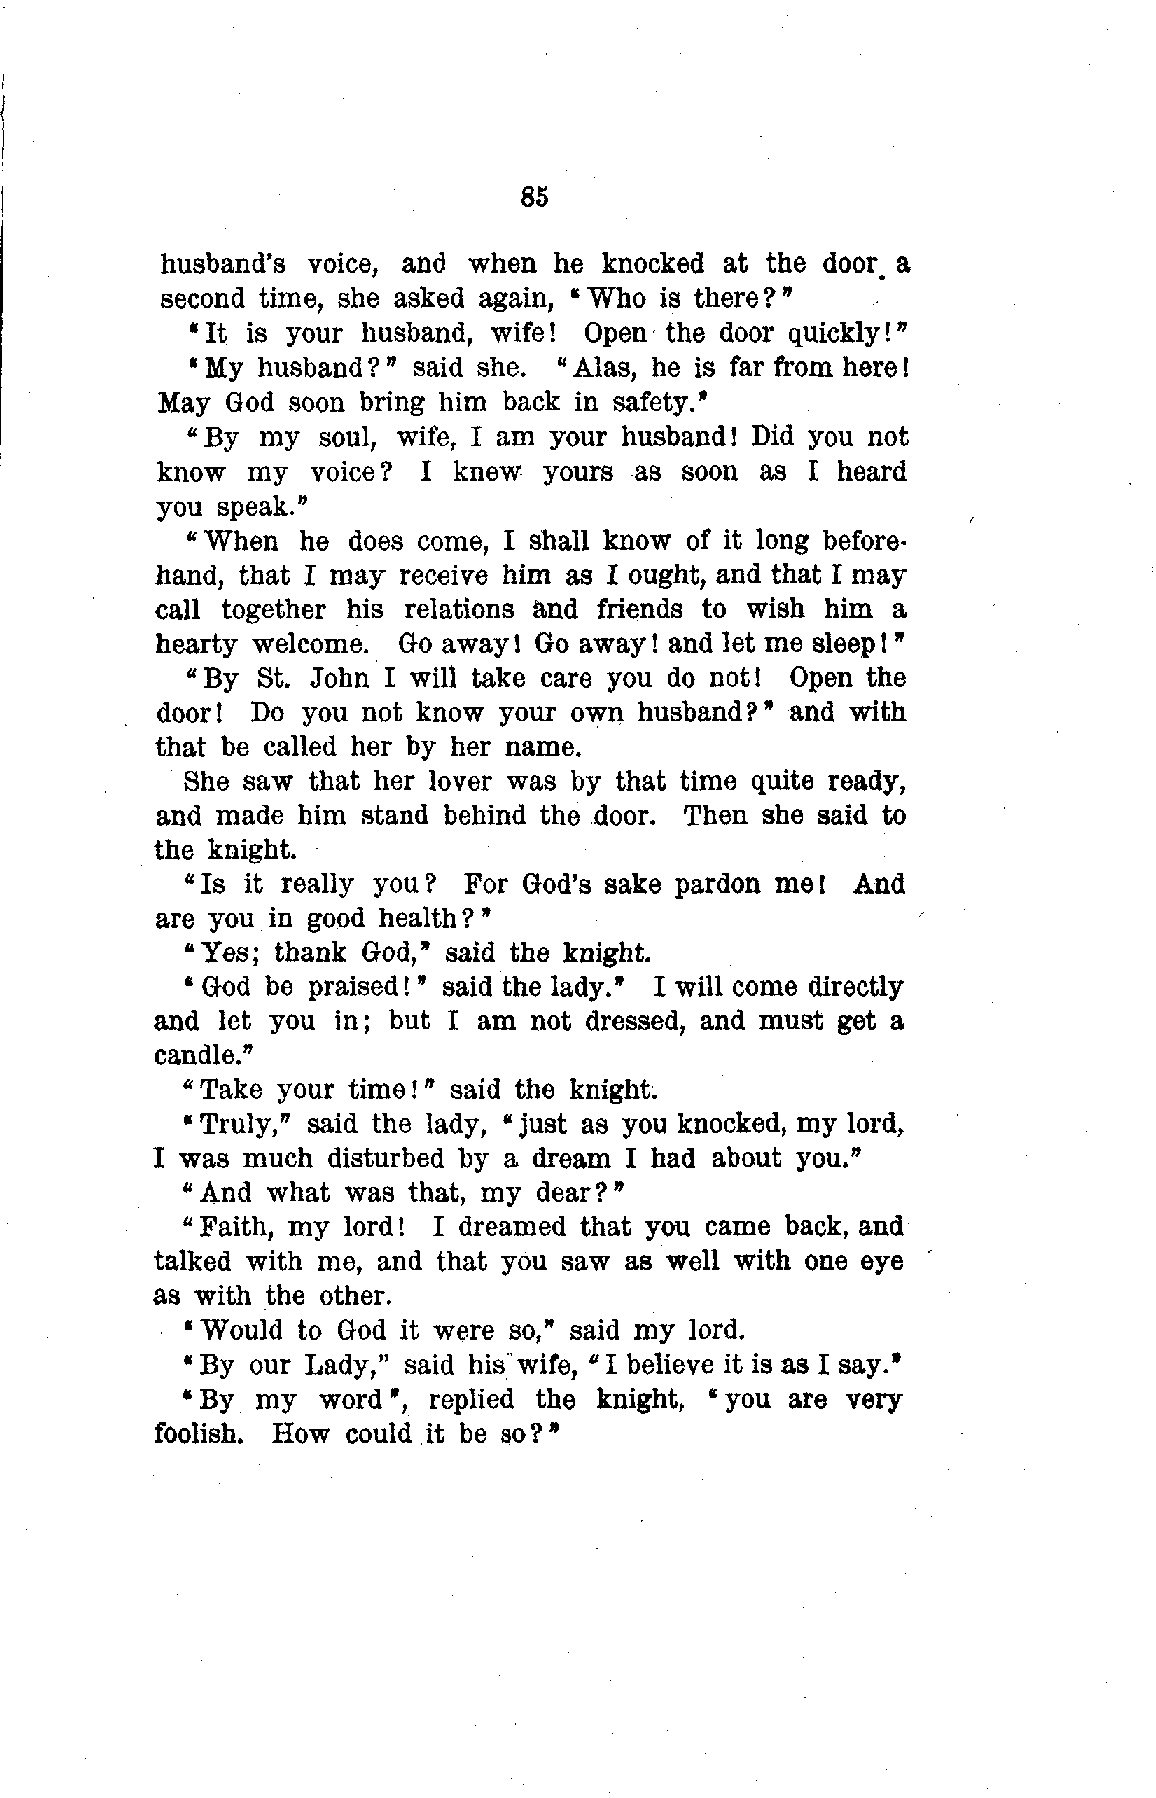 85
husband's voice, and when he knocked at the door. a
second time, she asked again, “Who is there?”
“It is your husband, wife! Open the door quickly!”
“My husband?” said she. “Alas, he is far from here!
May God soon bring him back in safety.”
“By my soul, wife, I am your husband! Did you not
know my voice? I knew yours as soon as I heard
you speak.”
“When he does come, I shall know of it long before-
hand, that I may receive him as I ought, and that I may
call together his relations and friends to wish him a
hearty welcome. Go away! Go away! and let me sleep!”
“By St. John I will take care you do not! Open the
door! Do you not know your own husband?” and with
that be called her by her name.
She saw that her lover was by that time quite ready,
and made him stand behind the door. Then she said to
the knight.
“Is it really you? For God's sake pardon me! And
are you in good health?”
“Yes; thank God,” said the knight.
“God be praised!” said the lady.” I will come directly
and let you in; but I am not dressed, and must get a
candle.”
“Take your time!” said the knight.
“Truly,” said the lady, “just as you knocked, my lord,
I was much disturbed by a dream I had about you.”
“And what was that, my dear?”
“Faith, my lord! I dreamed that you came back, and
talked with me, and that you saw as well with one eye
as with the other.
“Would to God it were so,” said my lord.
“By our Lady,” said his wife, “I believe it is as I say.”
“By my word”, replied the knight, “you are very
foolish. How could it be so?”